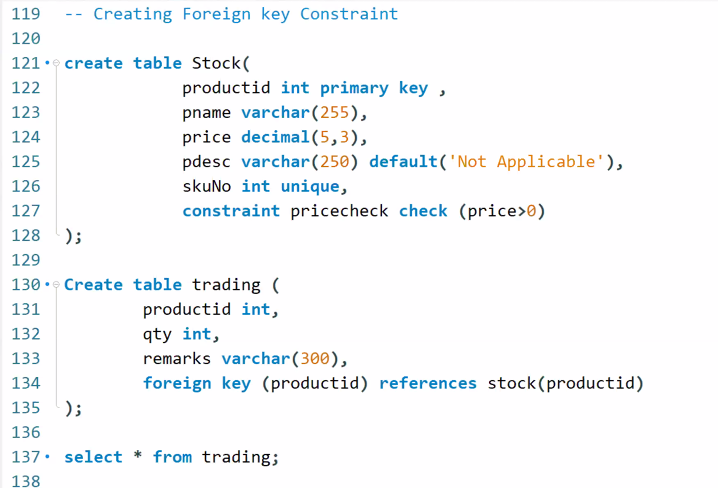 119 -- Creating Foreign key Constraint
120
121 create table Stock(
122 productid int primary key ,
123 pname varchar(255),
124 price decimal(5,3),
125 pdesc varchar(250) default('Not Applicable'),
126 skuNo int unique,
127 constraint pricecheck check (price>0)
128 );
129
130 Create table trading (
131 productid int,
132 qty int,
133 remarks varchar(300),
134 foreign key (productid) references stock(productid)
135 );
136
137 select * from trading;
138